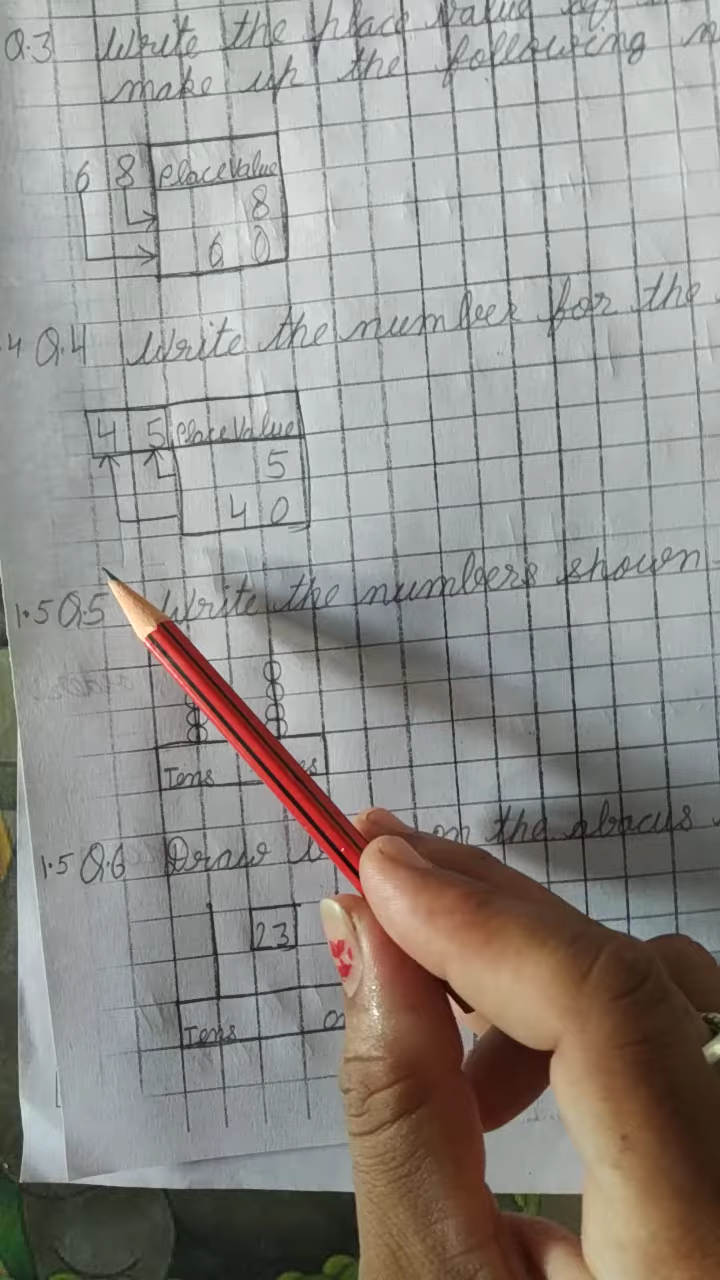 Q.3 Write the place value of
make up the following
6 8 Place Value
8
6 0
.4 Q.4 Write the number for the
4 5 Place Value
5
4 0
1.5 Q.5 Write the numbers shown
Tens
1.5 Q.6 Draw on the abacus
23
Tens